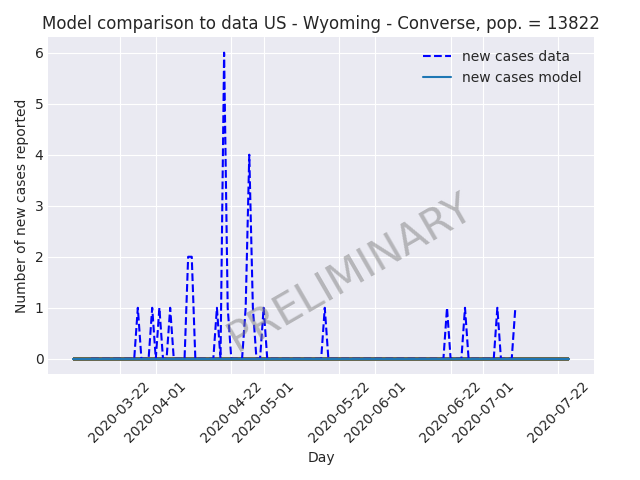 Model comparison to data US - Wyoming - Converse, pop. = 13822
new cases data
new cases model
Number of new cases reported
6
5
4
3
2
1
0
PRELIMINARY
2020-03-22
2020-04-01
2020-04-22
2020-05-01
2020-05-22
2020-06-01
2020-06-22
2020-07-01
2020-07-22
Day